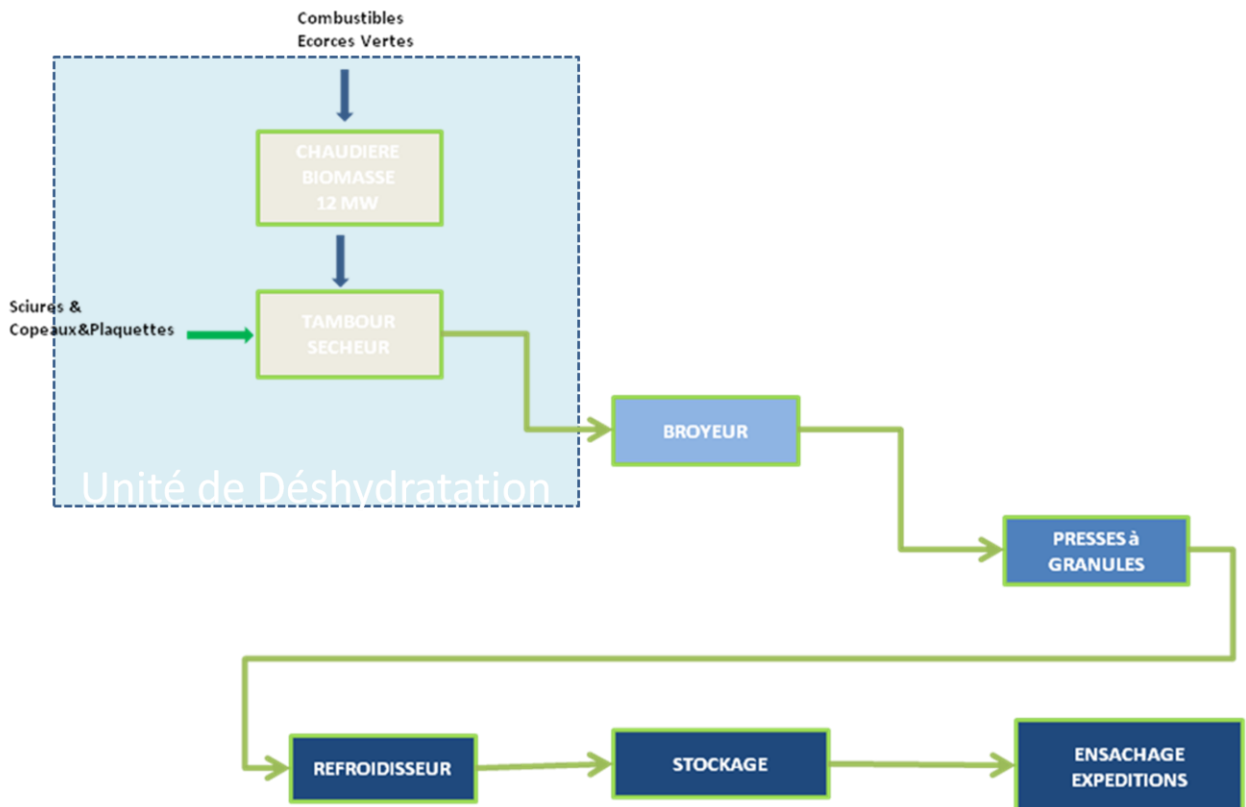 Combustibles
Ecorces Vertes
CHAUDIERE
BIOMASSE
12 MW
Sciures &
Copeaux&Plaquettes
TAMBOUR
SECHEUR
BROYEUR
Unité de Déshydratation
PRESSES à
GRANULES
REFROIDISSEUR
STOCKAGE
ENSACHAGE
EXPEDITIONS